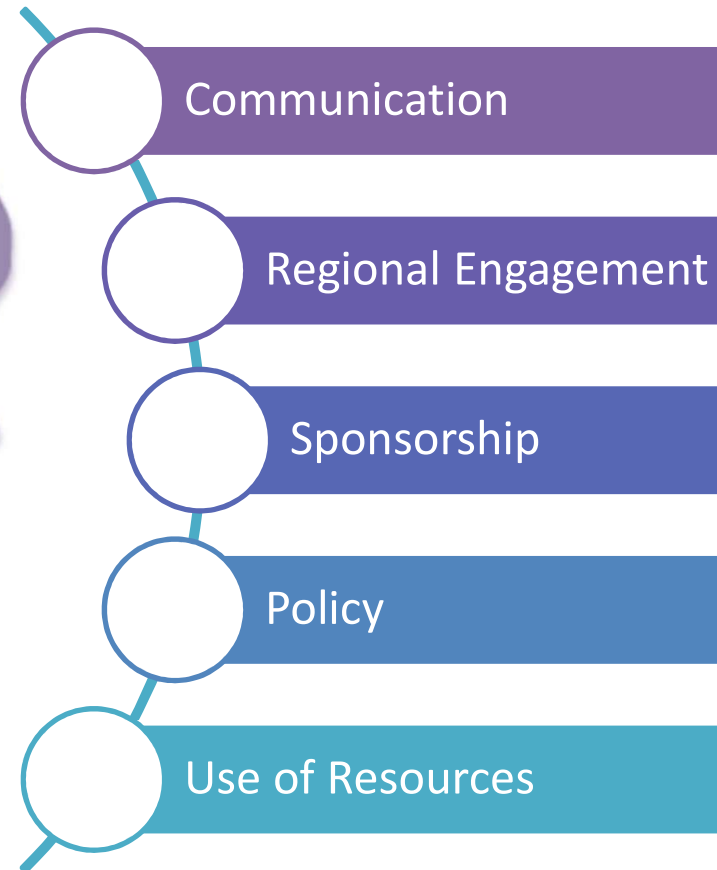 Communication
Regional Engagement
Sponsorship
Policy
Use of Resources